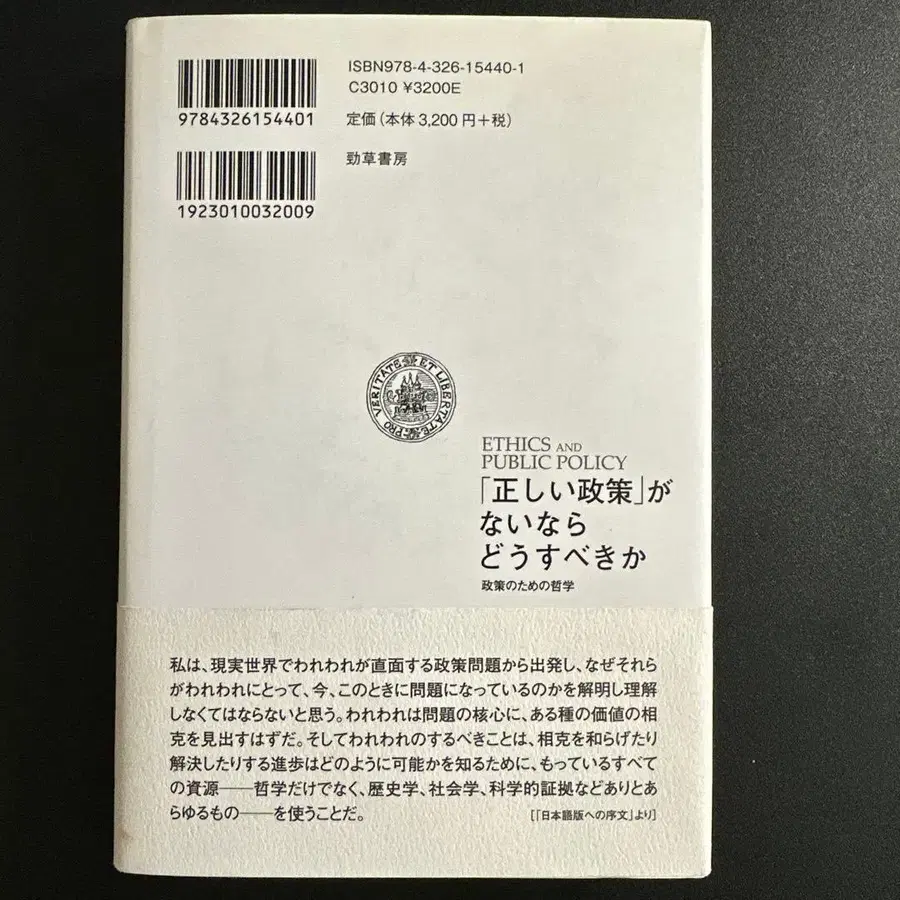 ISBN978-4-326-15440-1
C3010 ¥3200E
9784326154401
定価(本体3,200円+税)
勁草書房
1923010032009
PRO VERITATE ET LIBERTATE
ETHICS AND
PUBLIC POLICY
「正しい政策」が
ないなら
どうすべきか
政策のための哲学
私は、現実世界でわれわれが直面する政策問題から出発し、なぜそれら
がわれわれにとって、今、このときに問題になっているのかを解明し理解
しなくてはならないと思う。われわれは問題の核心に、ある種の価値の相
克を見出すはずだ。そしてわれわれのするべきことは、相克を和らげたり
解決したりする進歩はどのように可能かを知るために、もっているすべて
の資源――哲学だけでなく、歴史学、社会学、科学的証拠などありとあ
らゆるもの――を使うことだ。
[「日本語版への序文」より]